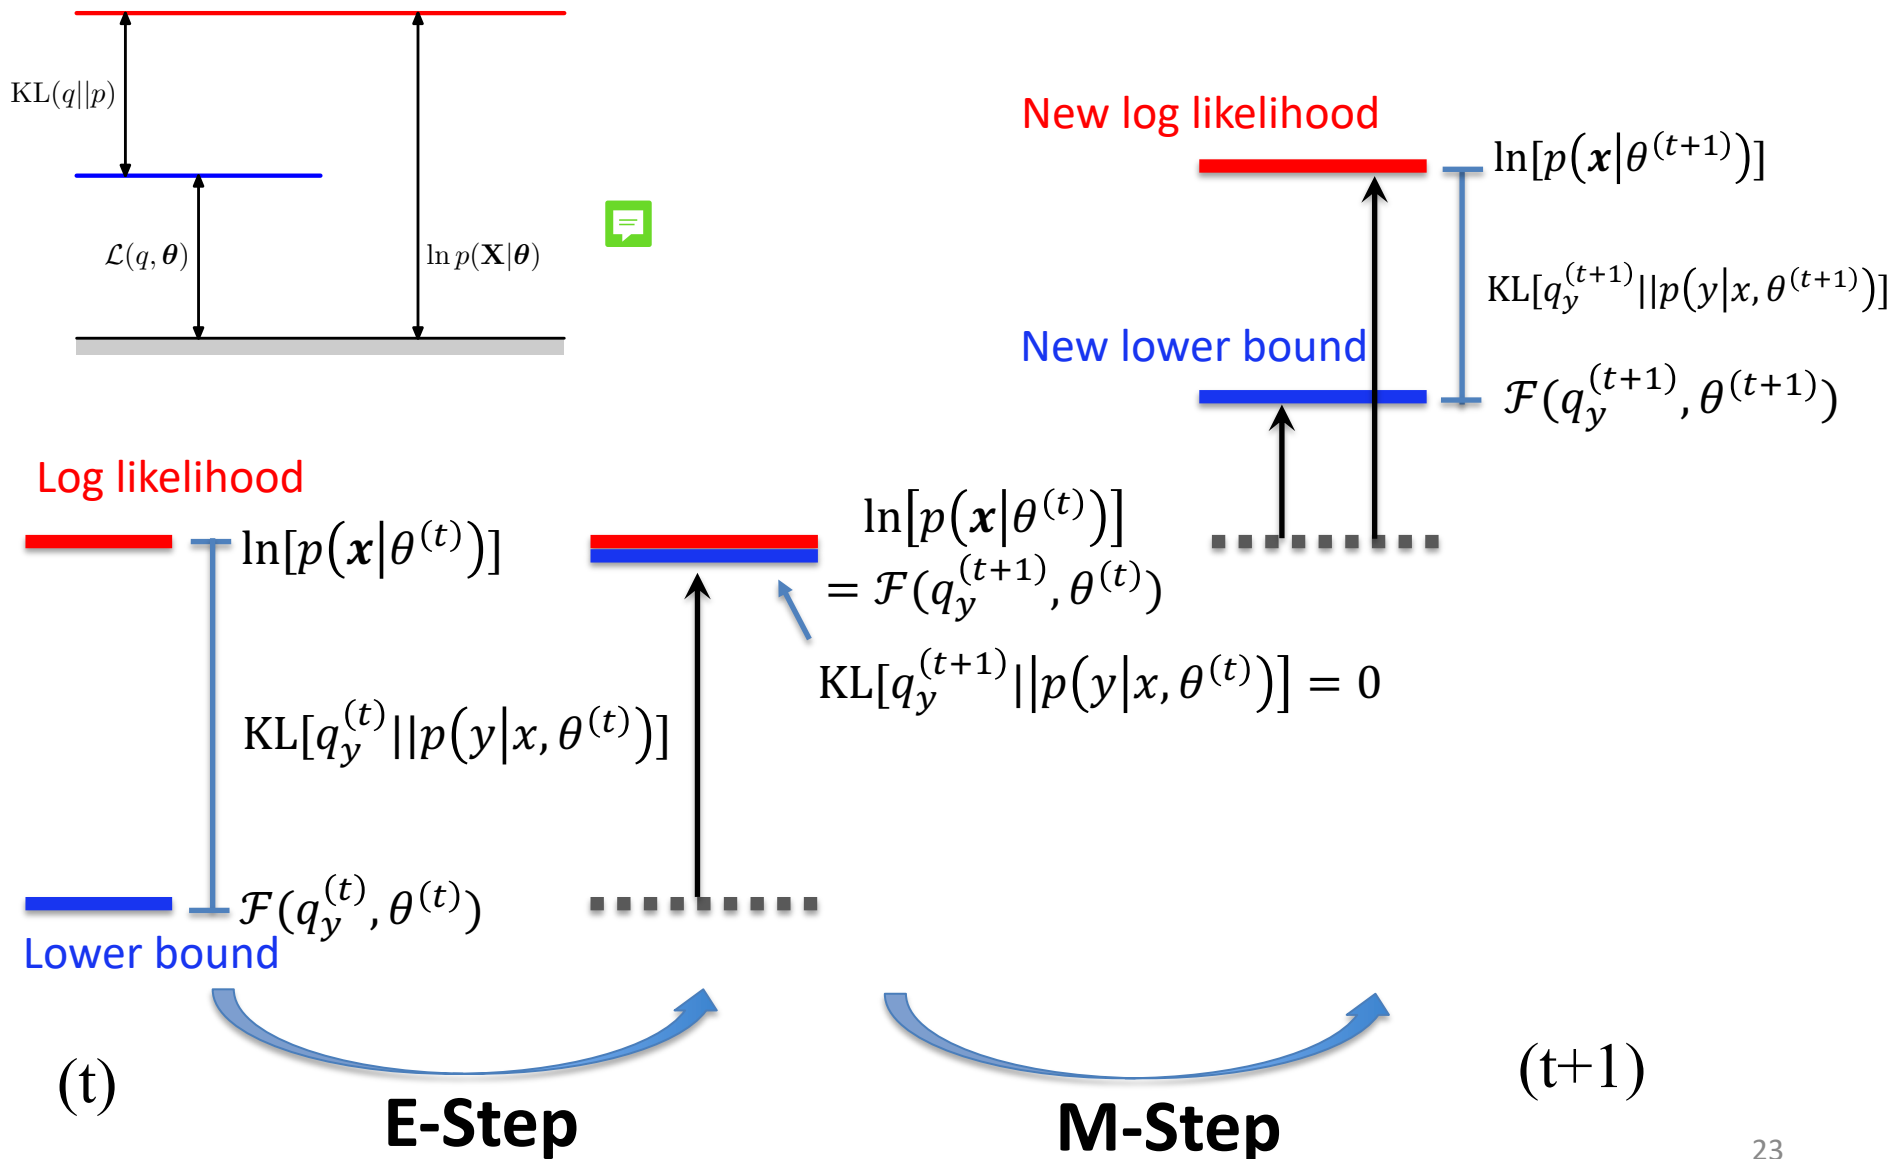 KL(q||p)
ℒ(q, θ)
ln p(X|θ)
New log likelihood
ln[p(x|θ^(t+1))]
KL[q_y^(t+1)||p(y|x, θ^(t+1))]
New lower bound
ℱ(q_y^(t+1), θ^(t+1))
Log likelihood
ln[p(x|θ^(t))]
KL[q_y^(t)||p(y|x, θ^(t))]
ℱ(q_y^(t), θ^(t))
Lower bound
ln[p(x|θ^(t))]
= ℱ(q_y^(t+1), θ^(t))
KL[q_y^(t+1)||p(y|x, θ^(t))] = 0
(t)
E-Step
M-Step
(t+1)
23